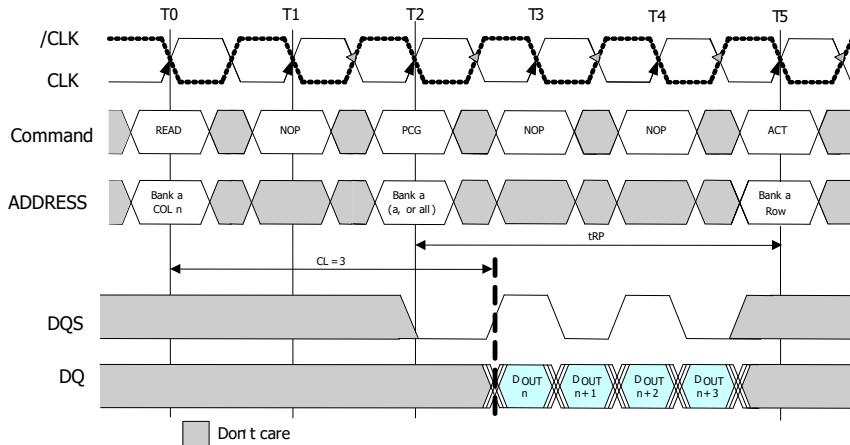 T0 T1 T2 T3 T4 T5
/CLK
CLK
Command READ NOP PCG NOP NOP ACT
ADDRESS Bank a Bank a Bank a
COL n (a, or all) Row
tRP
CL = 3
DQS
DQ DOUT DOUT DOUT DOUT
n n+1 n+2 n+3
Don't care